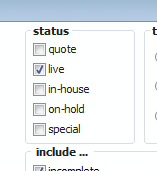 status
quote
live
in-house
on-hold
special
include ...
incomplete